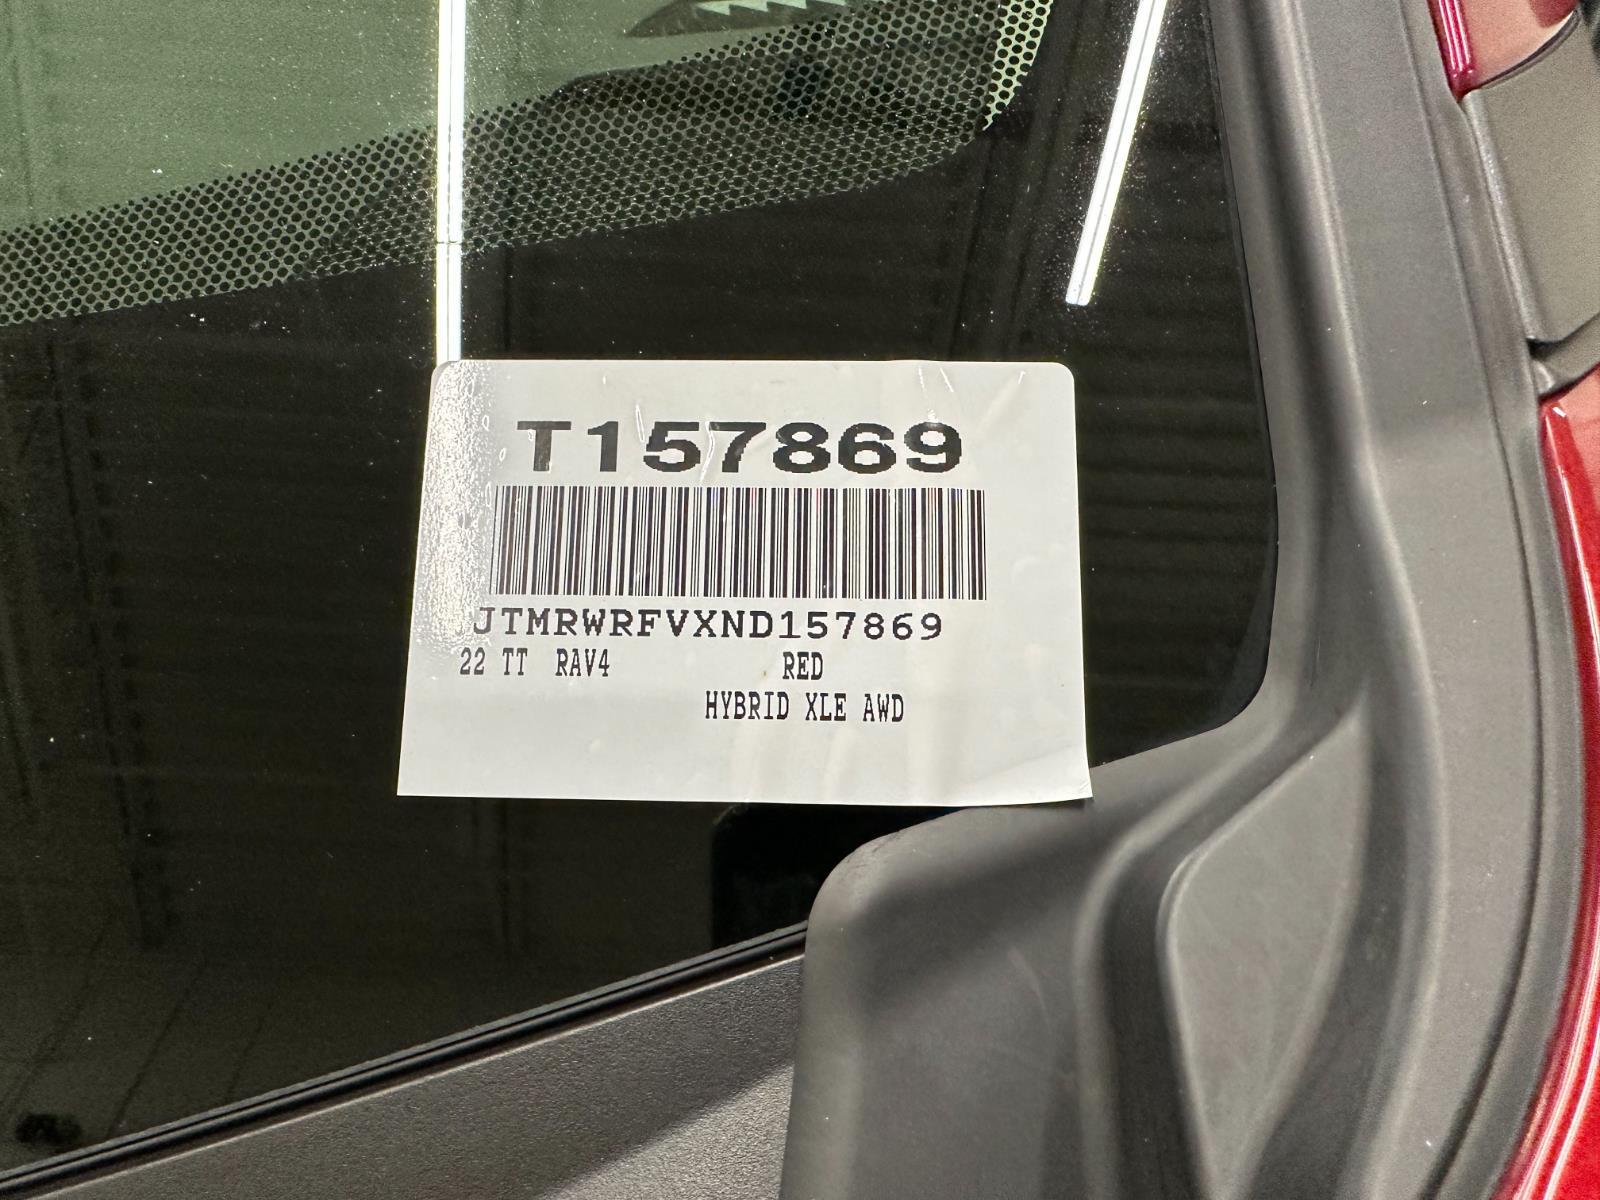 T157869
JTMRWRFVXND157869
22 TT RAV4 RED
HYBRID XLE AWD